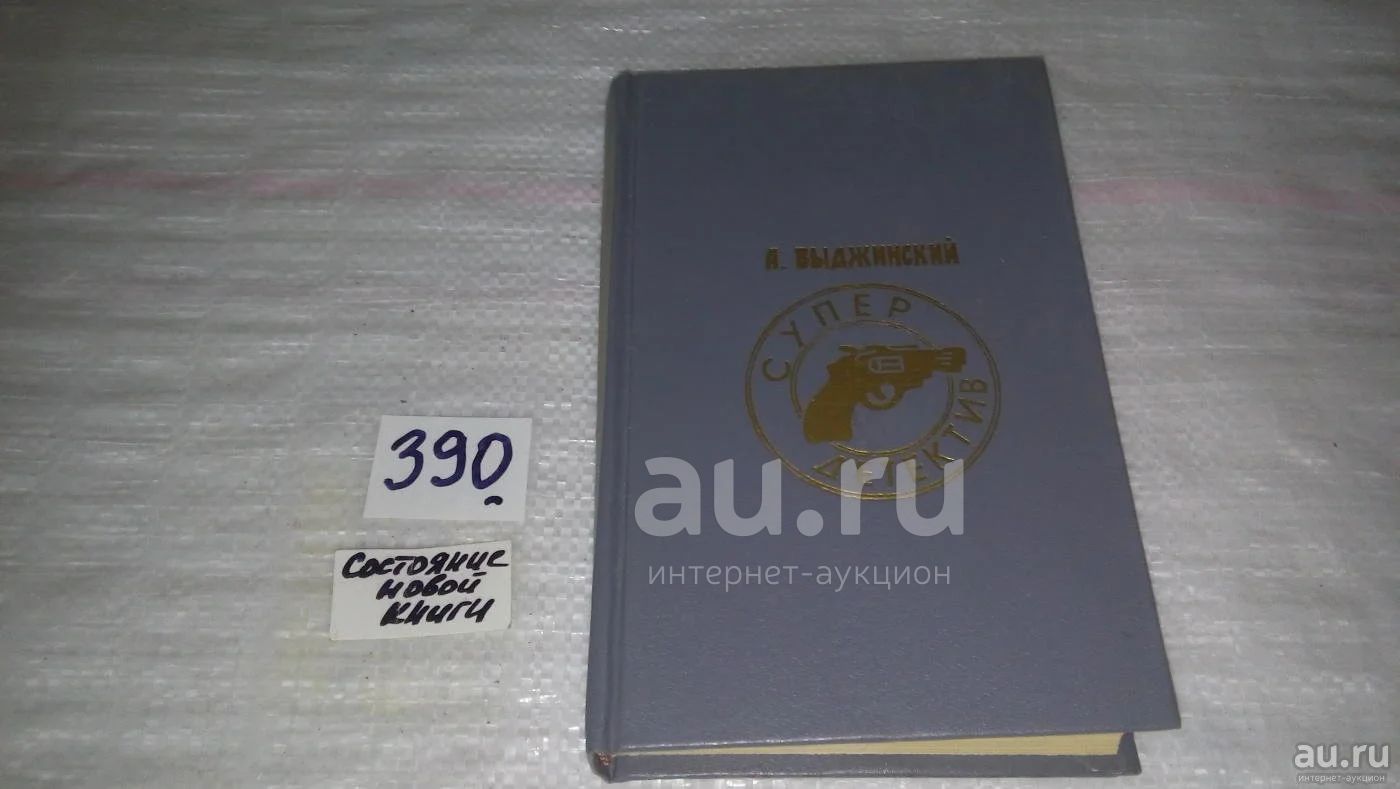 А. ВЫДЖИНСКИЙ
СУПЕР
ДЕТЕКТИВ
390
Состояние
новой
книги
au.ru
интернет-аукцион
au.ru
интернет-аукцион